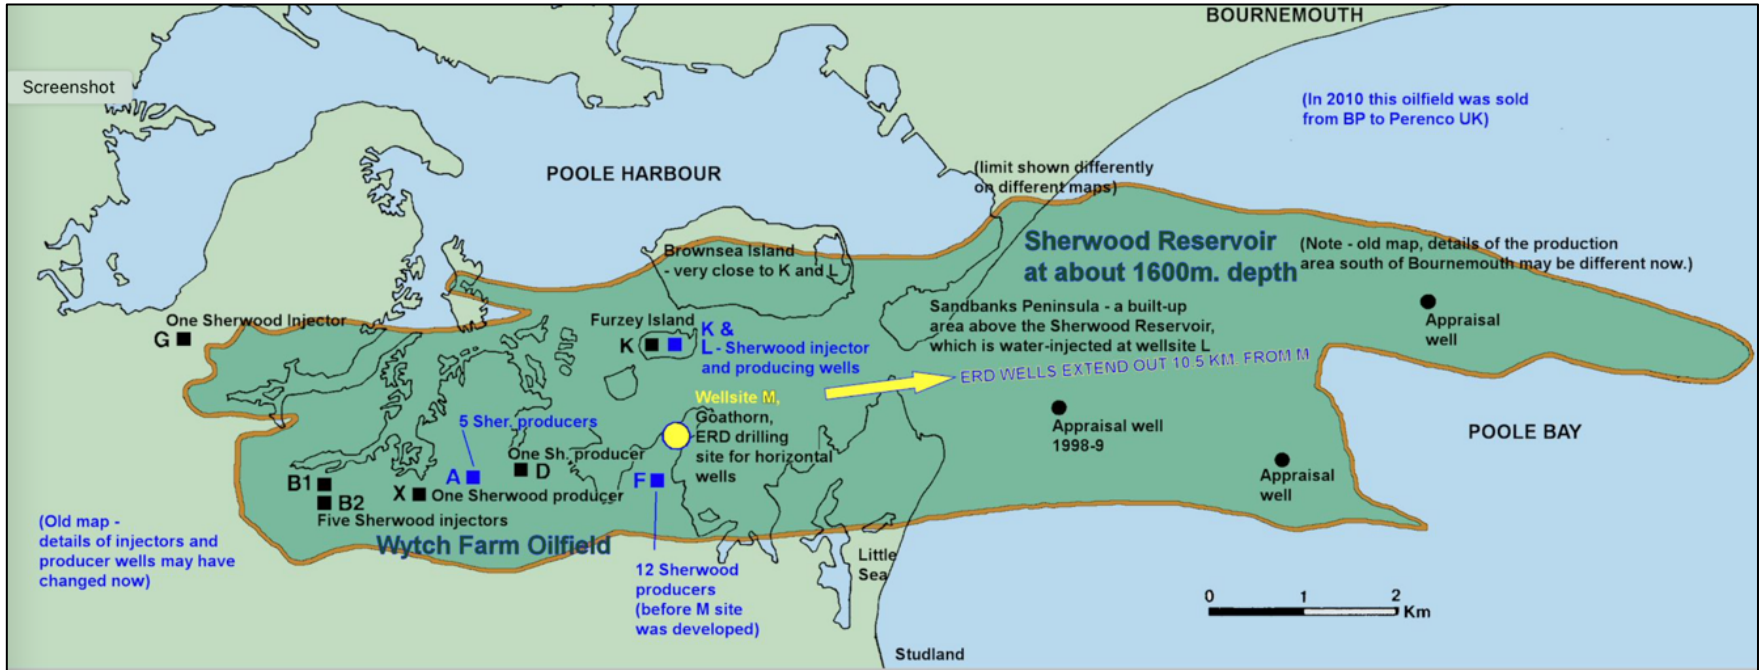 BOURNEMOUTH
Screenshot
(In 2010 this oilfield was sold
from BP to Perenco UK)
POOLE HARBOUR
(limit shown differently
on different maps)
Brownsea Island
- very close to K and L
Sherwood Reservoir
at about 1600m. depth
(Note - old map, details of the production
area south of Bournemouth may be different now.)
Sandbanks Peninsula - a built-up
area above the Sherwood Reservoir,
which is water-injected at wellsite L
Appraisal
well
One Sherwood Injector
G
Furzey Island
K
K &
L - Sherwood injector
and producing wells
ERD WELLS EXTEND OUT 10.5 KM. FROM M
Wellsite M,
Goathorn,
ERD drilling
site for horizontal
wells
Appraisal well
1998-9
POOLE BAY
Appraisal
well
5 Sher. producers
One Sh. producer
A
D
F
B1
B2
X
One Sherwood producer
Five Sherwood injectors
Wytch Farm Oilfield
(Old map -
details of injectors and
producer wells may have
changed now)
12 Sherwood
producers
(before M site
was developed)
Little
Sea
0 1 2
Km
Studland